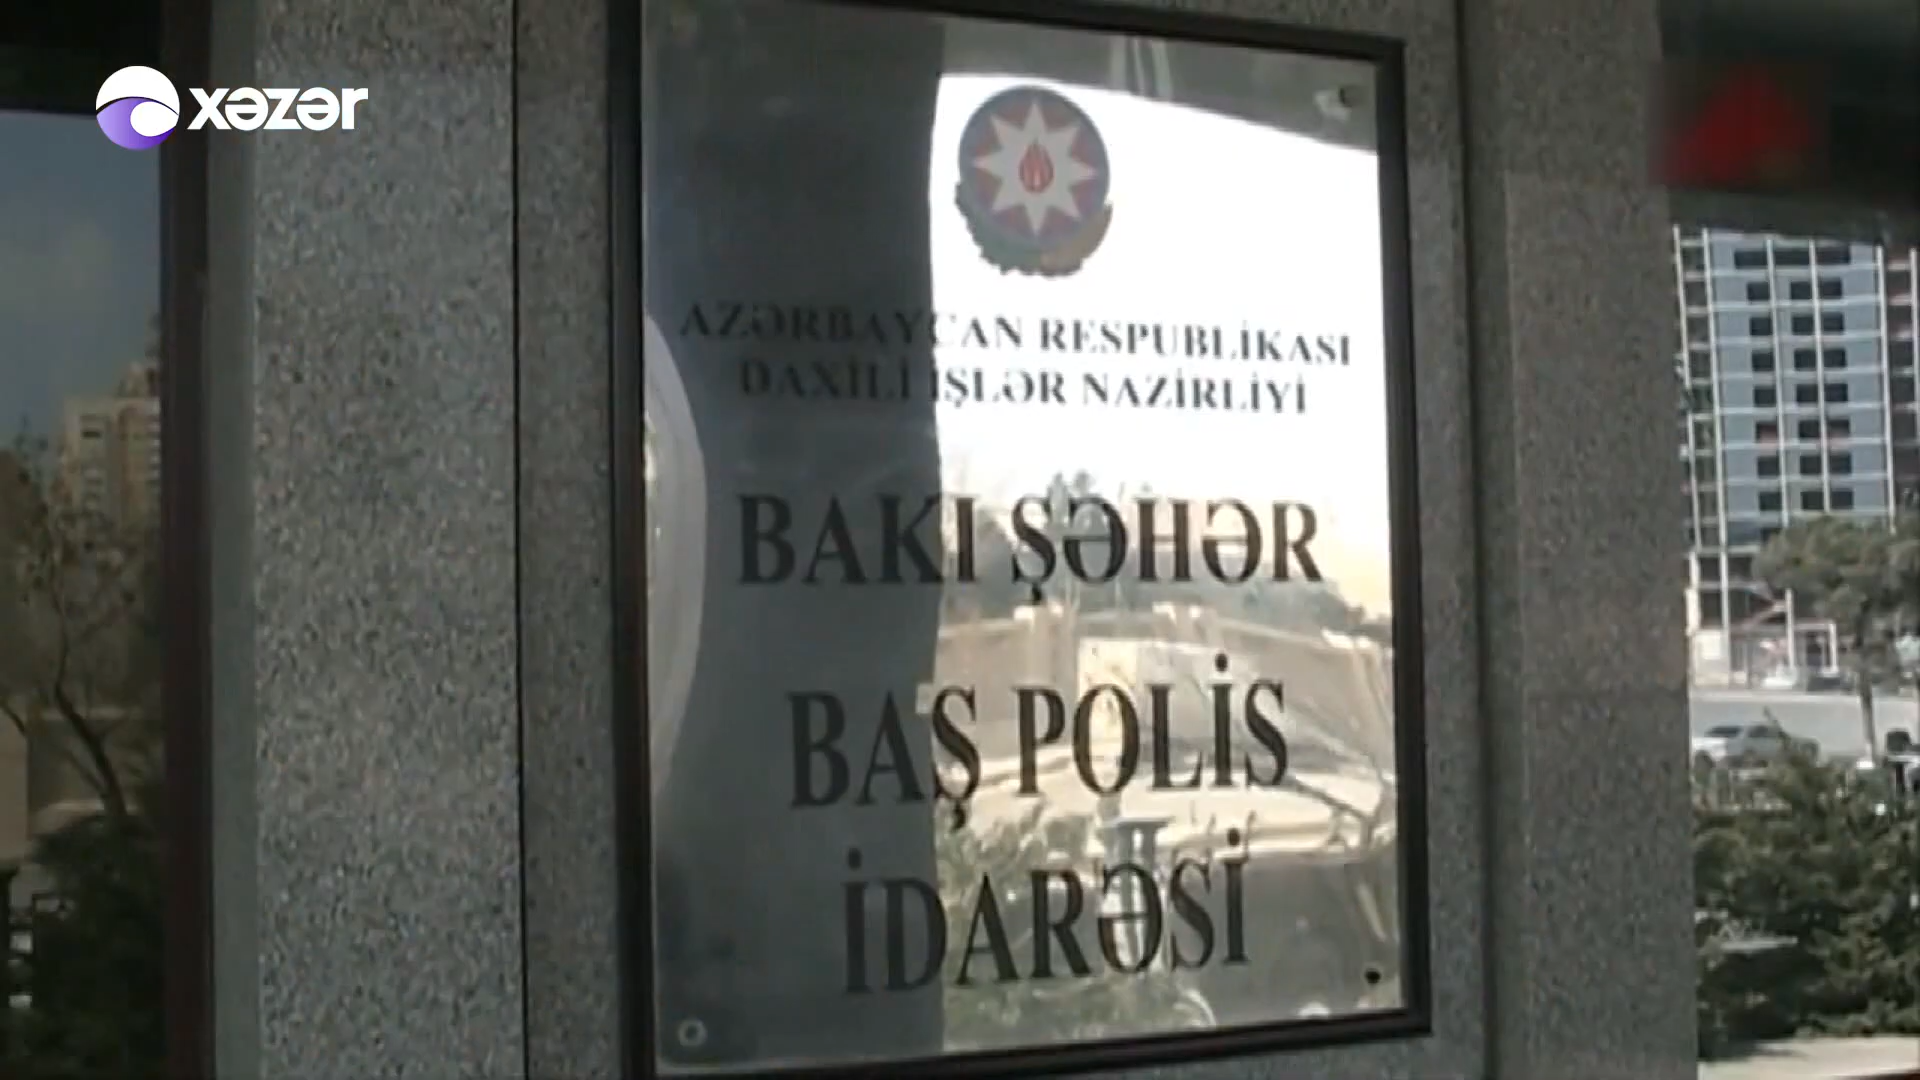 xəzər
AZƏRBAYCAN RESPUBLİKASI
DAXİLİ İŞLƏR NAZİRLİYİ
BAKI ŞƏHƏR
BAŞ POLİS
İDARƏSİ